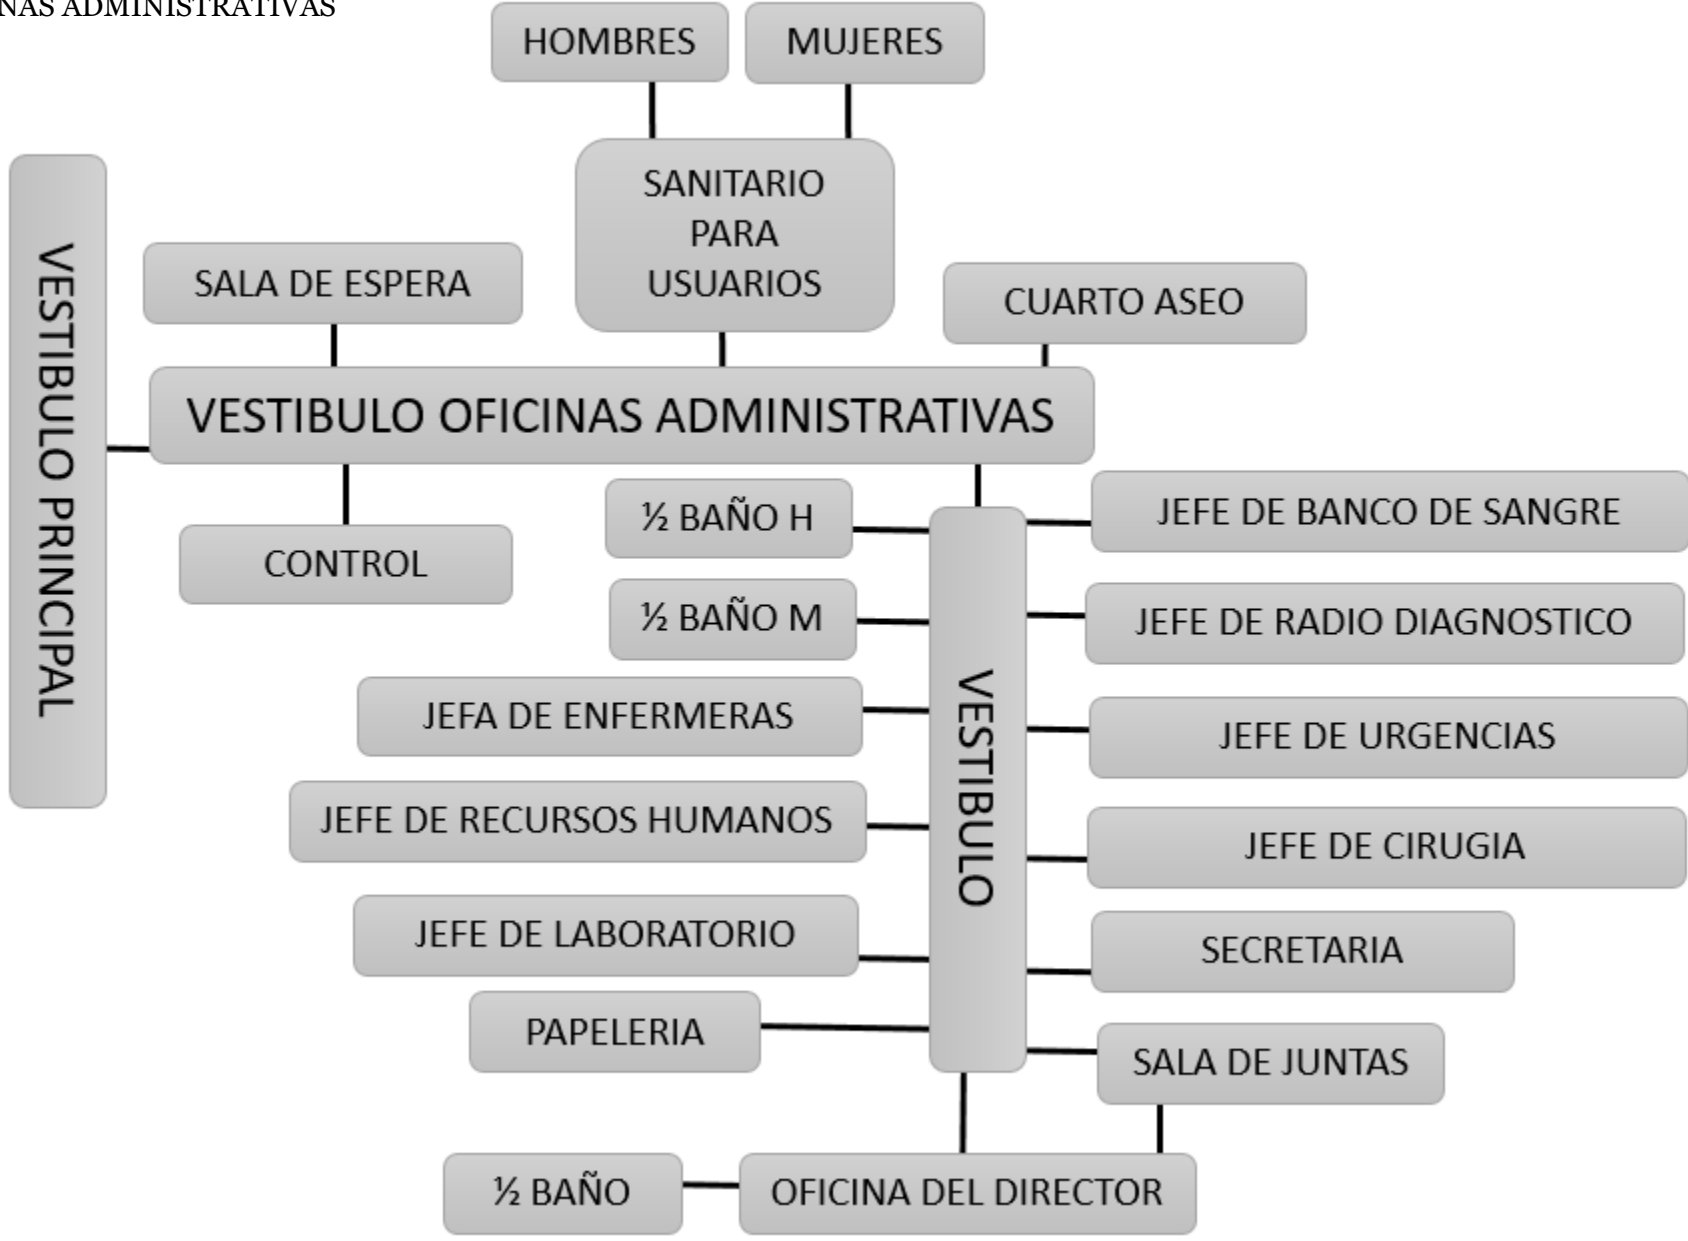 NAS ADMINISTRATIVAS
HOMBRES
MUJERES
SANITARIO
PARA
USUARIOS
VESTIBULO PRINCIPAL
SALA DE ESPERA
CUARTO ASEO
VESTIBULO OFICINAS ADMINISTRATIVAS
CONTROL
½ BAÑO H
JEFE DE BANCO DE SANGRE
½ BAÑO M
JEFE DE RADIO DIAGNOSTICO
VESTIBULO
JEFA DE ENFERMERAS
JEFE DE URGENCIAS
JEFE DE RECURSOS HUMANOS
JEFE DE CIRUGIA
JEFE DE LABORATORIO
SECRETARIA
PAPELERIA
SALA DE JUNTAS
½ BAÑO
OFICINA DEL DIRECTOR